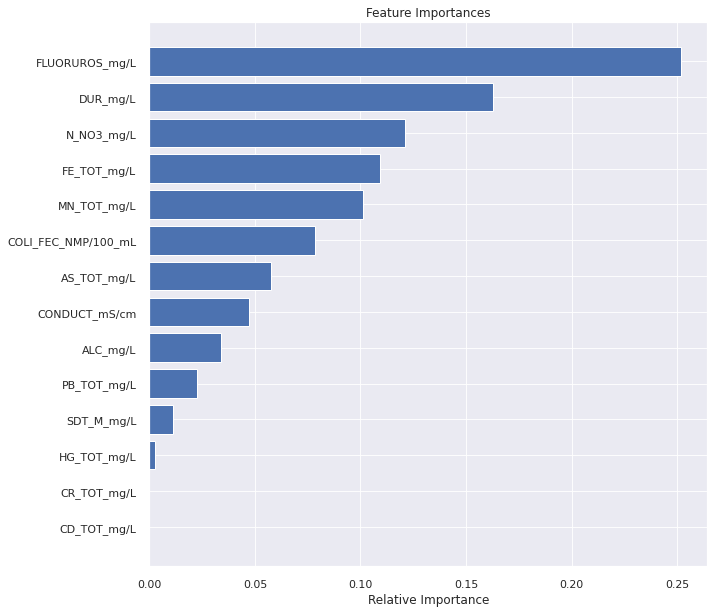 Feature Importances
FLUORUROS_mg/L
DUR_mg/L
N_NO3_mg/L
FE_TOT_mg/L
MN_TOT_mg/L
COLI_FEC_NMP/100_mL
AS_TOT_mg/L
CONDUCT_mS/cm
ALC_mg/L
PB_TOT_mg/L
SDT_M_mg/L
HG_TOT_mg/L
CR_TOT_mg/L
CD_TOT_mg/L
0.00 0.05 0.10 0.15 0.20 0.25
Relative Importance